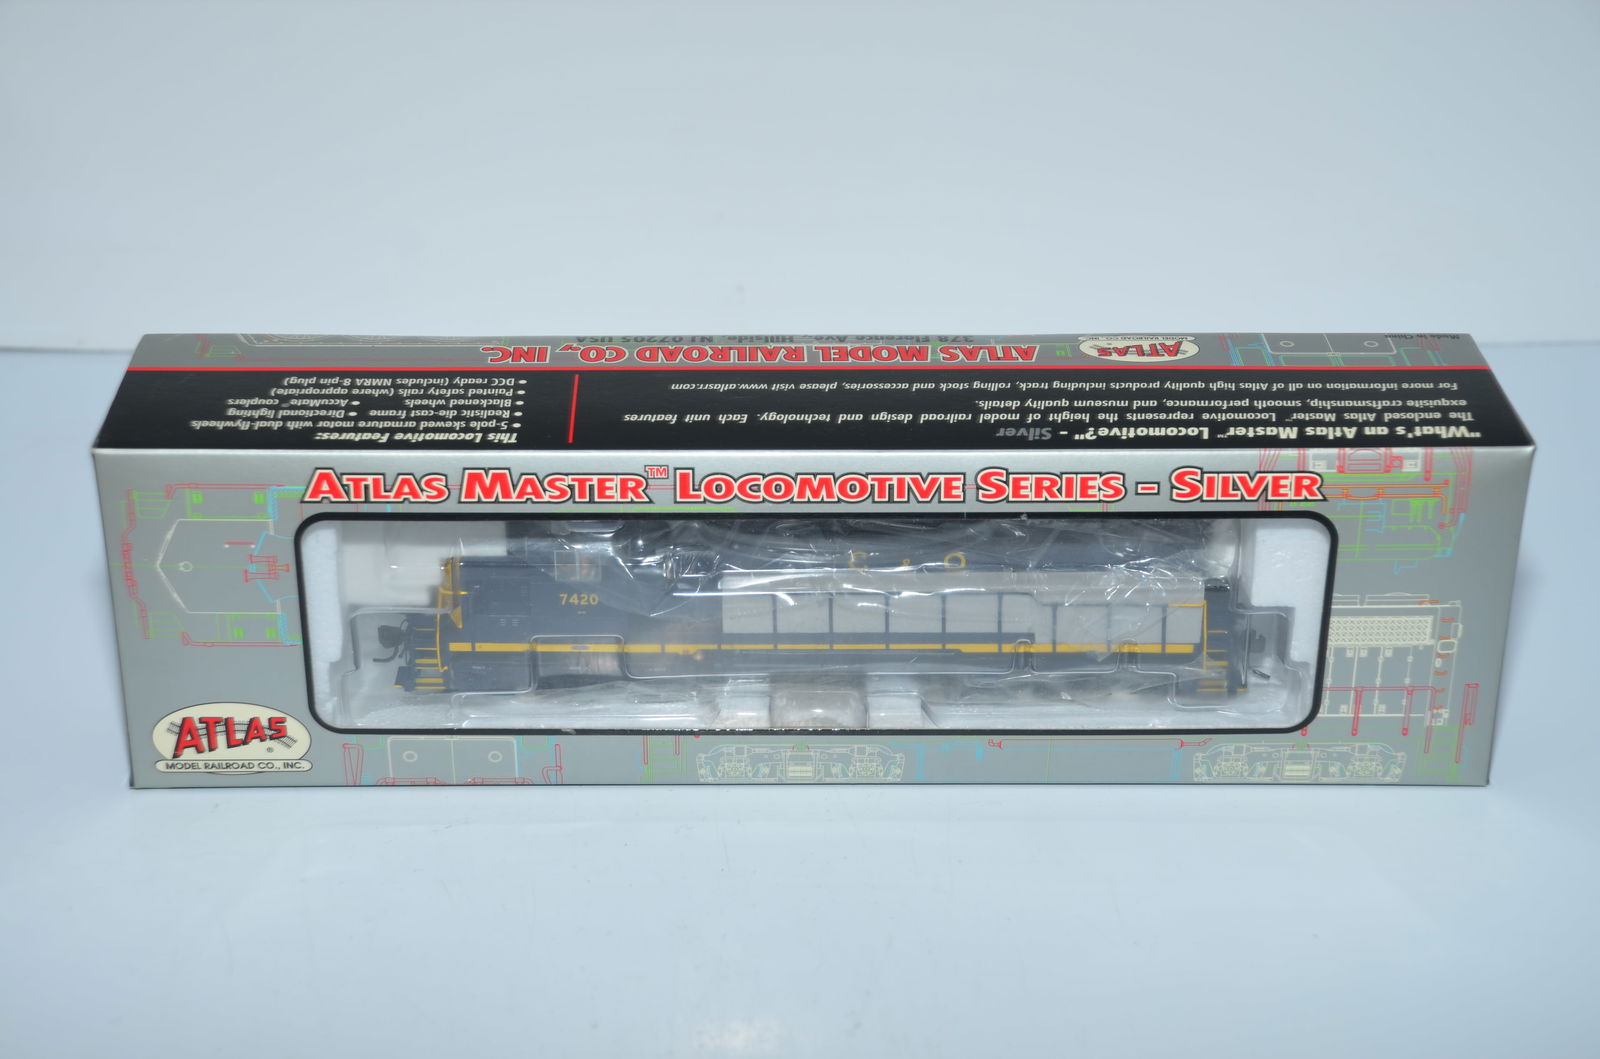 ATLAS MODEL RAILROAD CO., INC.
378 Florence Ave., Hillside, NJ 07205 USA
ATLAS
MODEL RAILROAD CO., INC.
Made in China
"What's an Atlas Master™ Locomotive?" - Silver
The enclosed Atlas Master™ Locomotive represents the height of model railroad design and technology. Each unit features
exquisite craftsmanship, smooth performance, and museum quality details.
For more information on all of Atlas high quality products including track, rolling stock and accessories, please visit www.atlasrr.com
This Locomotive Features:
• 5-pole skewed armature motor with dual-flywheels
• Realistic die-cast frame • Directional lighting
• Blackened wheels • AccuMate™ couplers
• Painted safety rails (where appropriate)
• DCC ready (includes NMRA 8-pin plug)
ATLAS MASTER™ LOCOMOTIVE SERIES - SILVER
C & O
7420
ATLAS
®
MODEL RAILROAD CO., INC.